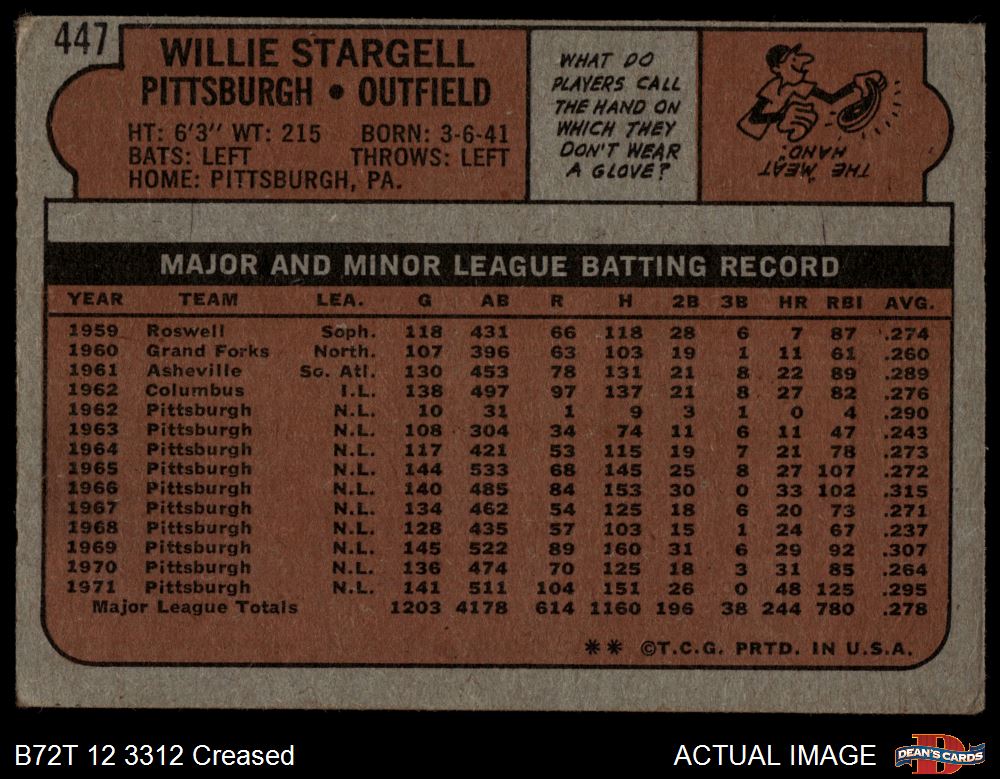 447
WILLIE STARGELL
PITTSBURGH • OUTFIELD
HT: 6'3" WT: 215 BORN: 3-6-41
BATS: LEFT THROWS: LEFT
HOME: PITTSBURGH, PA.
WHAT DO
PLAYERS CALL
THE HAND ON
WHICH THEY
DON'T WEAR
A GLOVE?
THE "MEAT
HAND."
MAJOR AND MINOR LEAGUE BATTING RECORD
YEAR TEAM LEA. G AB R H 2B 3B HR RBI AVG.
1959 Roswell Soph. 118 431 66 118 28 6 7 87 .274
1960 Grand Forks North. 107 396 63 103 19 1 11 61 .260
1961 Asheville So. Atl. 130 453 78 131 21 8 22 89 .289
1962 Columbus I.L. 138 497 97 137 21 8 27 82 .276
1962 Pittsburgh N.L. 10 31 1 9 3 1 0 4 .290
1963 Pittsburgh N.L. 108 304 34 74 11 6 11 47 .243
1964 Pittsburgh N.L. 117 421 53 115 19 7 21 78 .273
1965 Pittsburgh N.L. 144 533 68 145 25 8 27 107 .272
1966 Pittsburgh N.L. 140 485 84 153 30 0 33 102 .315
1967 Pittsburgh N.L. 134 462 54 125 18 6 20 73 .271
1968 Pittsburgh N.L. 128 435 57 103 15 1 24 67 .237
1969 Pittsburgh N.L. 145 522 89 160 31 6 29 92 .307
1970 Pittsburgh N.L. 136 474 70 125 18 3 31 85 .264
1971 Pittsburgh N.L. 141 511 104 151 26 0 48 125 .295
Major League Totals 1203 4178 614 1160 196 38 244 780 .278
** ©T.C.G. PRTD. IN U.S.A.
B72T 12 3312 Creased
ACTUAL IMAGE
DEAN'S CARDS